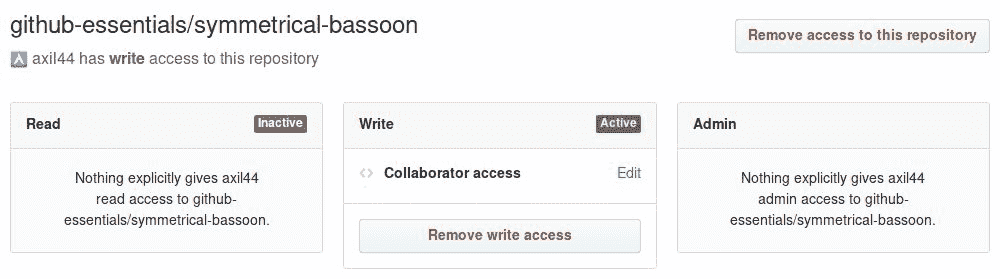 github-essentials/symmetrical-bassoon
Remove access to this repository
axil44 has write access to this repository
Read
Inactive
Nothing explicitly gives axil44
read access to github-
essentials/symmetrical-bassoon.
Write
Active
Collaborator access
Edit
Remove write access
Admin
Nothing explicitly gives axil44
admin access to github-
essentials/symmetrical-bassoon.